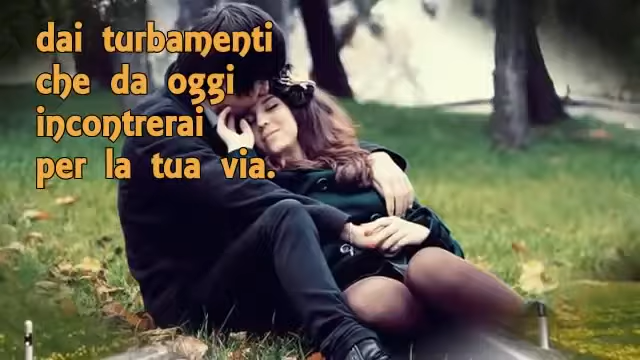 dai turbamenti
che da oggi
incontrerai
per la tua via.